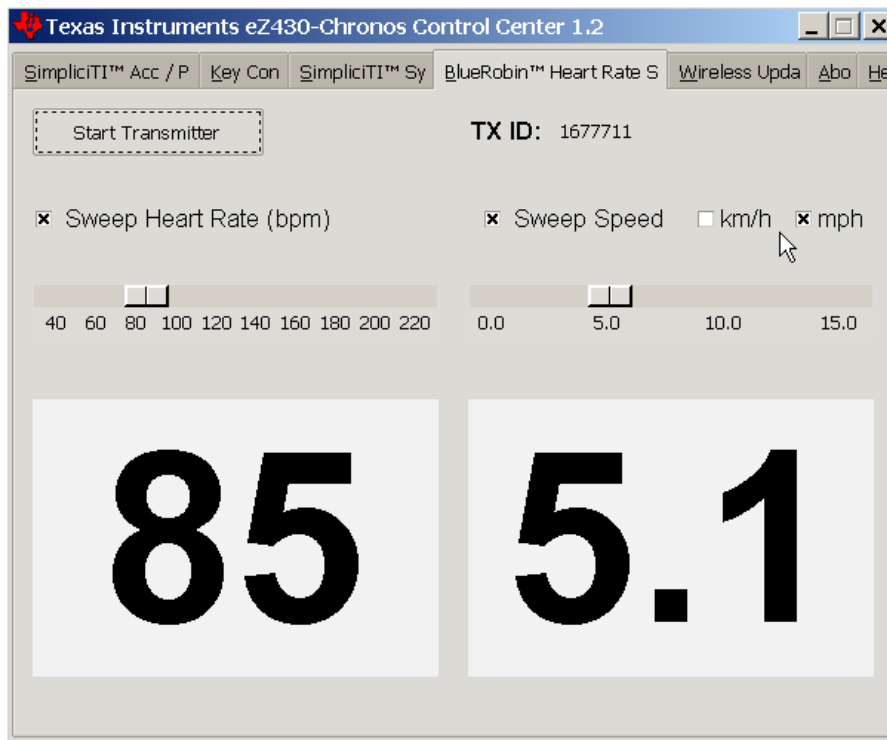 Texas Instruments eZ430-Chronos Control Center 1.2
SimpliciTI™ Acc / P Key Con SimpliciTI™ Sy BlueRobin™ Heart Rate S Wireless Upda Abo He
Start Transmitter TX ID: 1677711
Sweep Heart Rate (bpm) Sweep Speed km/h mph
40 60 80 100 120 140 160 180 200 220 0.0 5.0 10.0 15.0
85 5.1